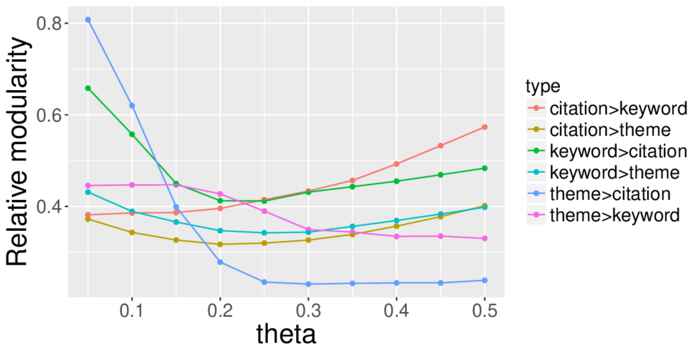 Relative modularity
0.8
0.6
0.4
0.1 0.2 0.3 0.4 0.5
theta
type
citation>keyword
citation>theme
keyword>citation
keyword>theme
theme>citation
theme>keyword